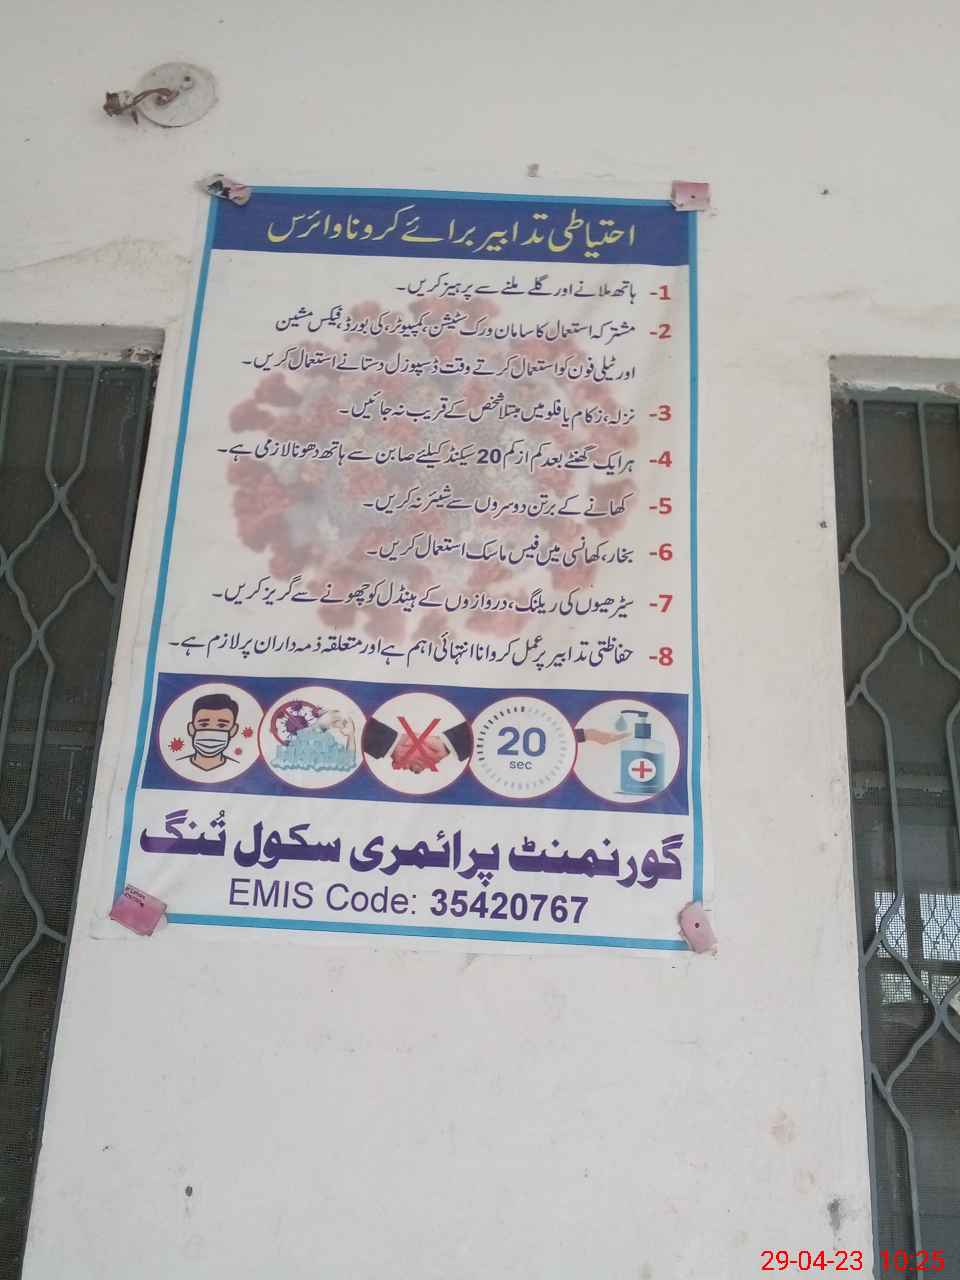 احتیاطی تدابیر برائے کرونا وائرس
1- ہاتھ ملانے اور گلے ملنے سے پرہیز کریں۔
2- مشترکہ استعمال کا سامان ورک سٹیشن، کمپیوٹر، کی بورڈ، فیکس مشین
اور ٹیلی فون کو استعمال کرتے وقت ڈسپوزل دستانے استعمال کریں۔
3- نزلہ، زکام یا فلو میں مبتلا شخص کے قریب نہ جائیں۔
4- ہر ایک گھنٹے بعد کم از کم 20 سیکنڈ کیلئے صابن سے ہاتھ دھونا لازمی ہے۔
5- کھانے کے برتن دوسروں سے شیئر نہ کریں۔
6- بخار، کھانسی میں فیس ماسک استعمال کریں۔
7- سیڑھیوں کی ریلنگ، دروازوں کے ہینڈل کو چھونے سے گریز کریں۔
8- حفاظتی تدابیر پر عمل کروانا انتہائی اہم ہے اور متعلقہ ذمہ داران پر لازم ہے۔
20
sec
گورنمنٹ پرائمری سکول تُنگ
EMIS Code: 35420767
29-04-23 10:25